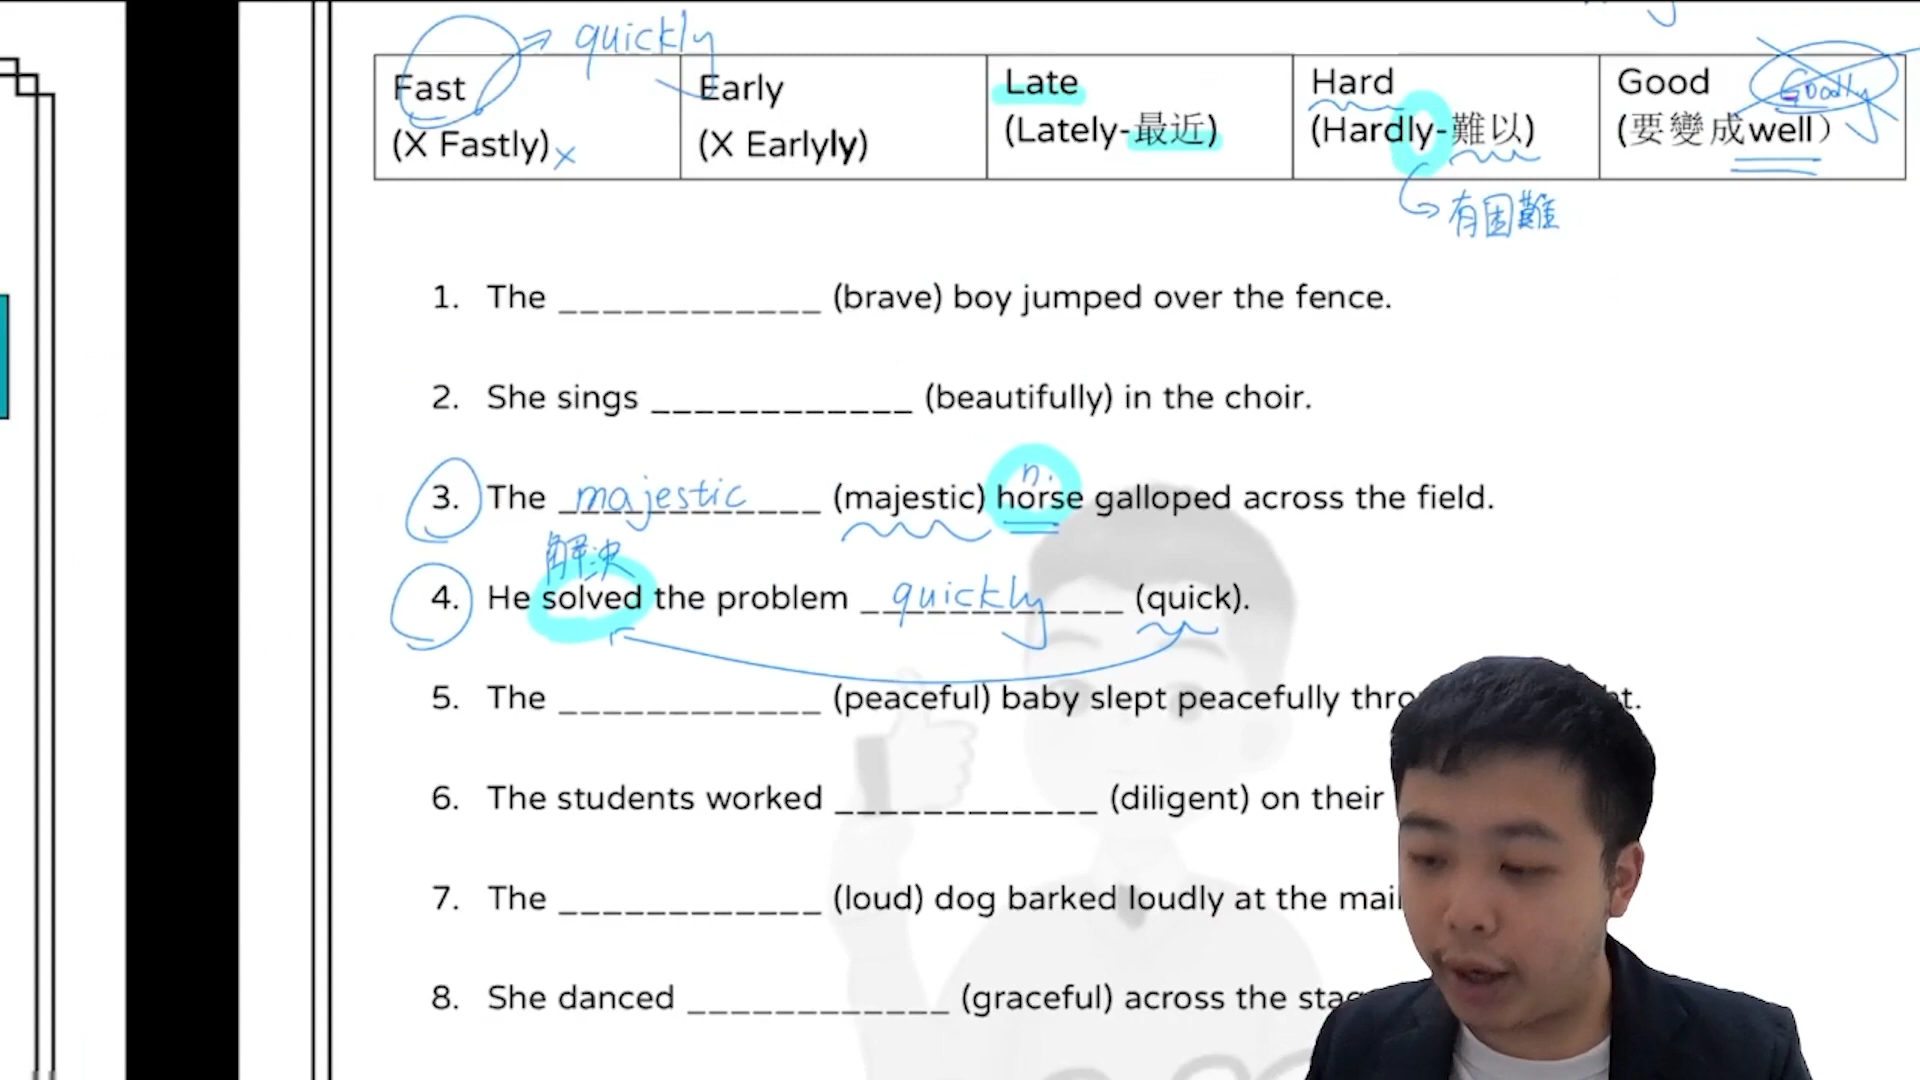 quickly
Fast Early Late Hard Good Goodly
(X Fastly) x (X Earlyly) (Lately-最近) (Hardly-難以) (要變成well)
有困難
1. The ____________ (brave) boy jumped over the fence.
2. She sings ____________ (beautifully) in the choir.
n.
3. The majestic (majestic) horse galloped across the field.
解決
4. He solved the problem quickly (quick).
5. The ____________ (peaceful) baby slept peacefully
6. The students worked ____________ (diligent) on their
7. The ____________ (loud) dog barked loudly at the
8. She danced ____________ (graceful) across the